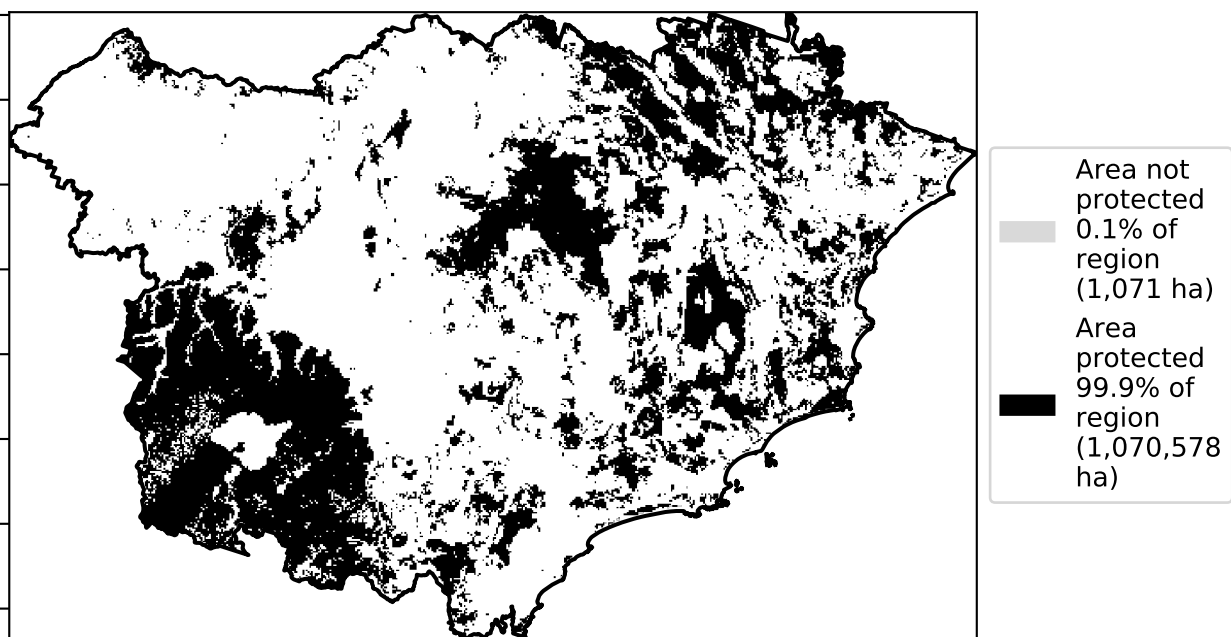 Area not
protected
0.1% of
region
(1,071 ha)
Area
protected
99.9% of
region
(1,070,578
ha)